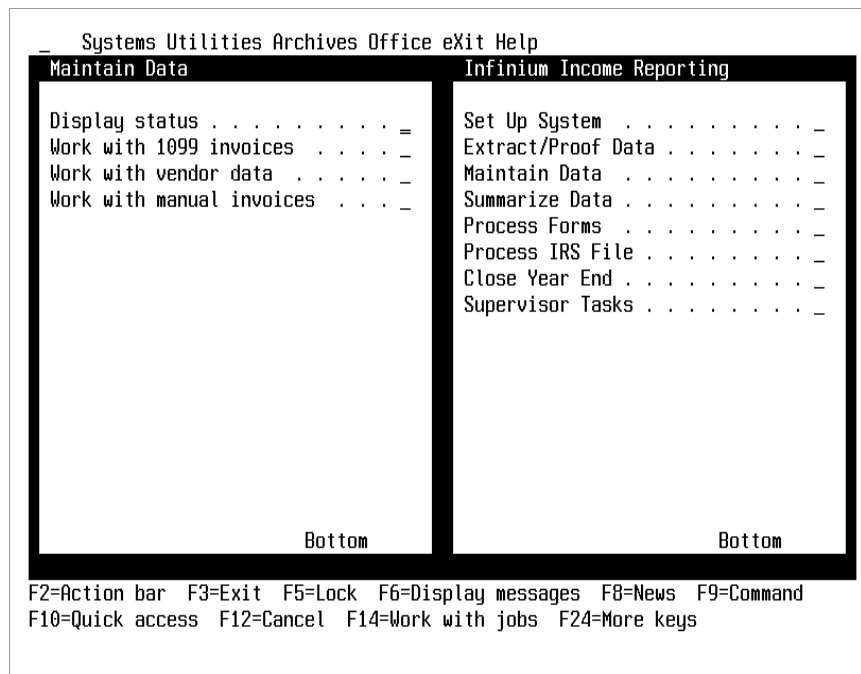 _ Systems Utilities Archives Office eXit Help
Maintain Data
Display status . . . . . . . . . _
Work with 1099 invoices . . . . _
Work with vendor data . . . . . _
Work with manual invoices . . . _
Bottom
Infinium Income Reporting
Set Up System . . . . . . . . . _
Extract/Proof Data . . . . . . . _
Maintain Data . . . . . . . . . _
Summarize Data . . . . . . . . . _
Process Forms . . . . . . . . . _
Process IRS File . . . . . . . . _
Close Year End . . . . . . . . . _
Supervisor Tasks . . . . . . . . _
Bottom
F2=Action bar F3=Exit F5=Lock F6=Display messages F8=News F9=Command
F10=Quick access F12=Cancel F14=Work with jobs F24=More keys